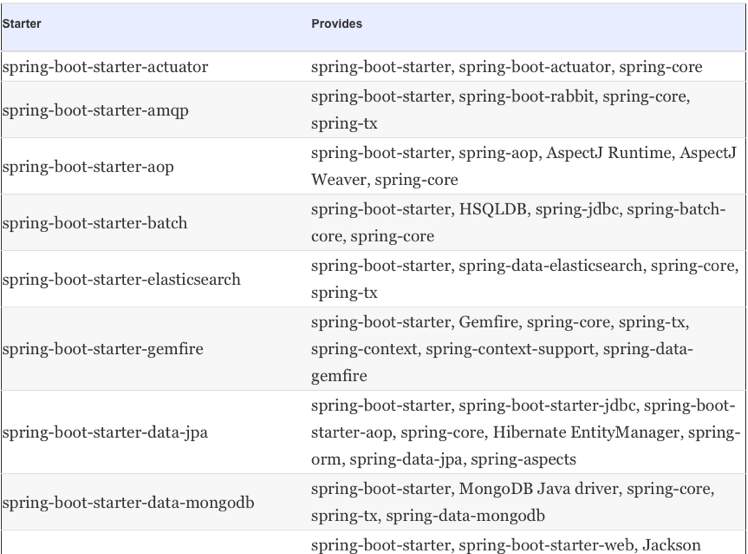 Starter Provides
spring-boot-starter-actuator spring-boot-starter, spring-boot-actuator, spring-core
spring-boot-starter-amqp spring-boot-starter, spring-boot-rabbit, spring-core,
spring-tx
spring-boot-starter-aop spring-boot-starter, spring-aop, AspectJ Runtime, AspectJ
Weaver, spring-core
spring-boot-starter-batch spring-boot-starter, HSQLDB, spring-jdbc, spring-batch-
core, spring-core
spring-boot-starter-elasticsearch spring-boot-starter, spring-data-elasticsearch, spring-core,
spring-tx
spring-boot-starter-gemfire spring-boot-starter, Gemfire, spring-core, spring-tx,
spring-context, spring-context-support, spring-data-
gemfire
spring-boot-starter-data-jpa spring-boot-starter, spring-boot-starter-jdbc, spring-boot-
starter-aop, spring-core, Hibernate EntityManager, spring-
orm, spring-data-jpa, spring-aspects
spring-boot-starter-data-mongodb spring-boot-starter, MongoDB Java driver, spring-core,
spring-tx, spring-data-mongodb
spring-boot-starter, spring-boot-starter-web, Jackson